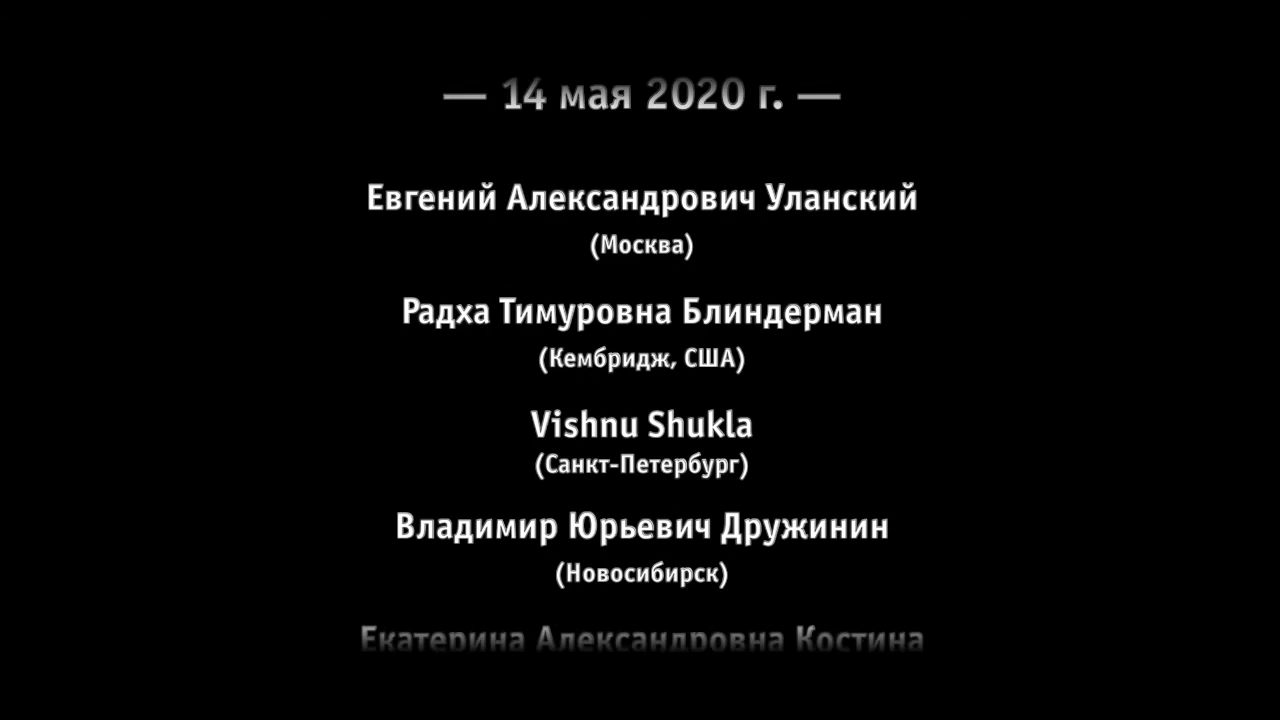 — 14 мая 2020 г. —
Евгений Александрович Уланский
(Москва)
Радха Тимуровна Блиндерман
(Кембридж, США)
Vishnu Shukla
(Санкт-Петербург)
Владимир Юрьевич Дружинин
(Новосибирск)
Екатерина Александровна Костина